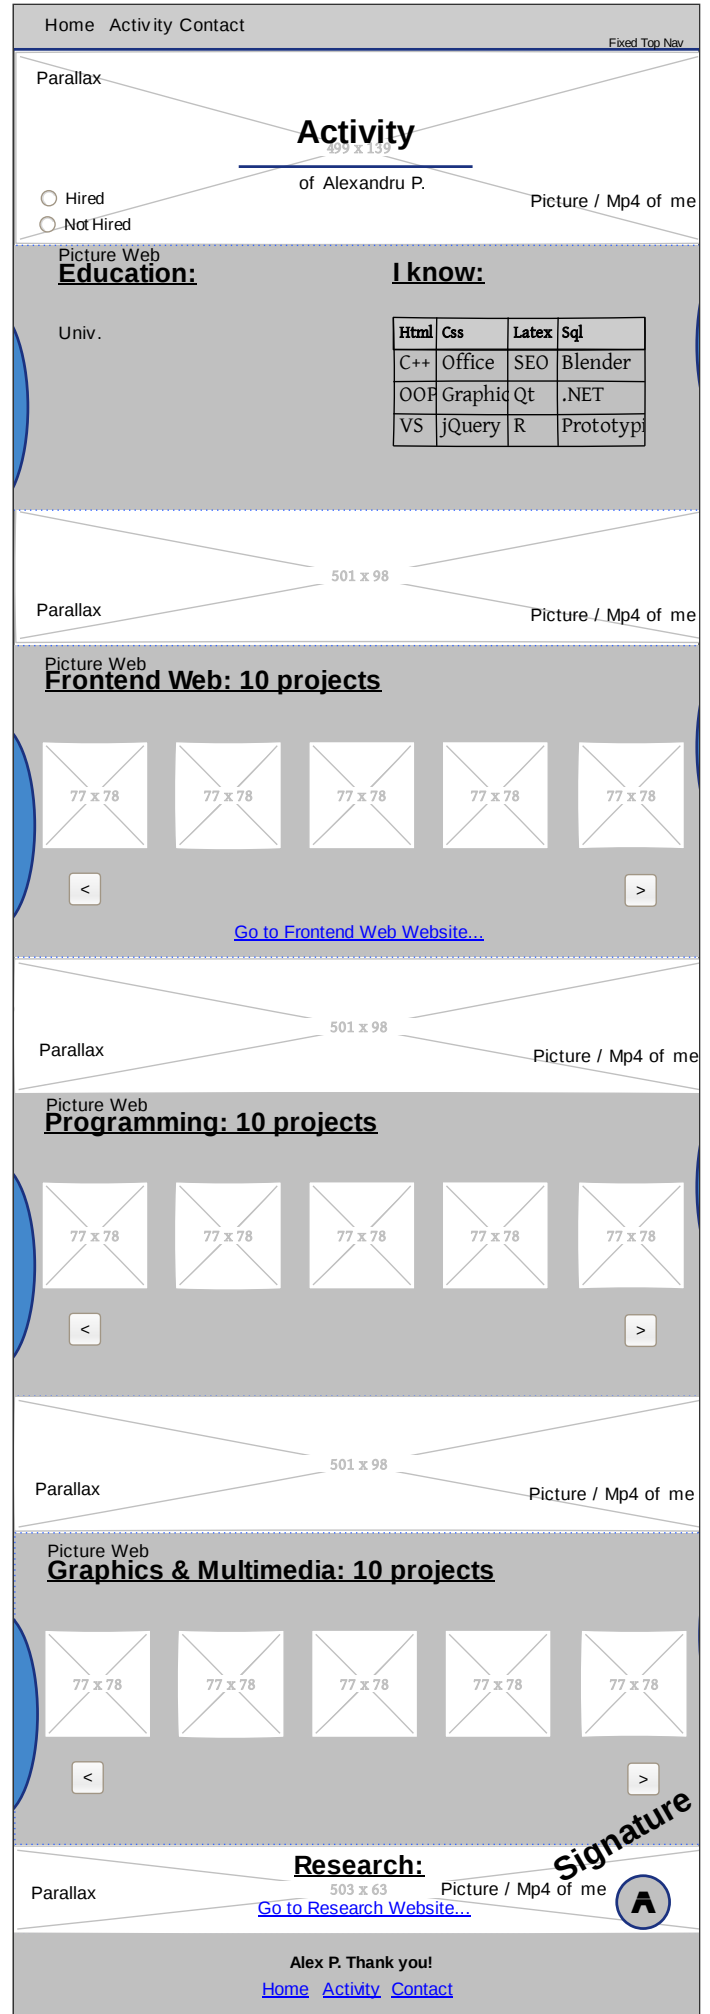 Home Activity Contact
Fixed Top Nav
Parallax
Activity
499 x 139
of Alexandru P.
Hired
Picture / Mp4 of me
Not Hired
Picture Web
Education:
I know:
Univ.
Html Css Latex Sql
C++ Office SEO Blender
OOP Graphic Qt .NET
VS jQuery R Prototypi
501 x 98
Parallax
Picture / Mp4 of me
Picture Web
Frontend Web: 10 projects
77 x 78 77 x 78 77 x 78 77 x 78 77 x 78
< >
Go to Frontend Web Website...
501 x 98
Parallax
Picture / Mp4 of me
Picture Web
Programming: 10 projects
77 x 78 77 x 78 77 x 78 77 x 78 77 x 78
< >
501 x 98
Parallax
Picture / Mp4 of me
Picture Web
Graphics & Multimedia: 10 projects
77 x 78 77 x 78 77 x 78 77 x 78 77 x 78
< >
Signature
Research:
Parallax
503 x 63
Picture / Mp4 of me
A
Go to Research Website...
Alex P. Thank you!
Home Activity Contact